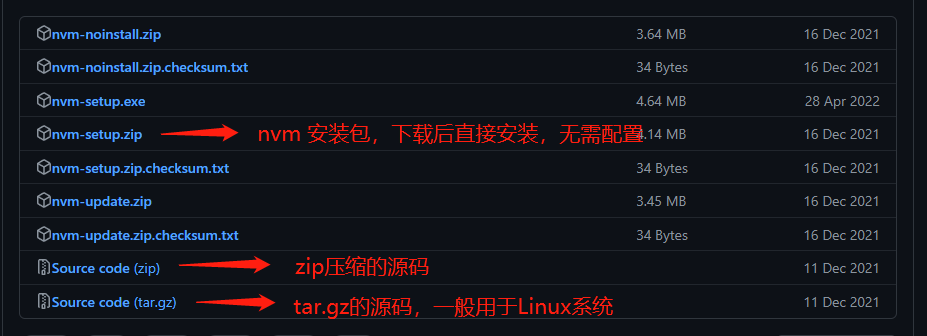 nvm-noinstall.zip 3.64 MB 16 Dec 2021
nvm-noinstall.zip.checksum.txt 34 Bytes 16 Dec 2021
nvm-setup.exe 4.64 MB 28 Apr 2022
nvm-setup.zip nvm 安装包，下载后直接安装，无需配置 4.14 MB 16 Dec 2021
nvm-setup.zip.checksum.txt 34 Bytes 16 Dec 2021
nvm-update.zip 3.45 MB 16 Dec 2021
nvm-update.zip.checksum.txt 34 Bytes 16 Dec 2021
Source code (zip) zip压缩的源码 11 Dec 2021
Source code (tar.gz) tar.gz的源码，一般用于Linux系统 11 Dec 2021